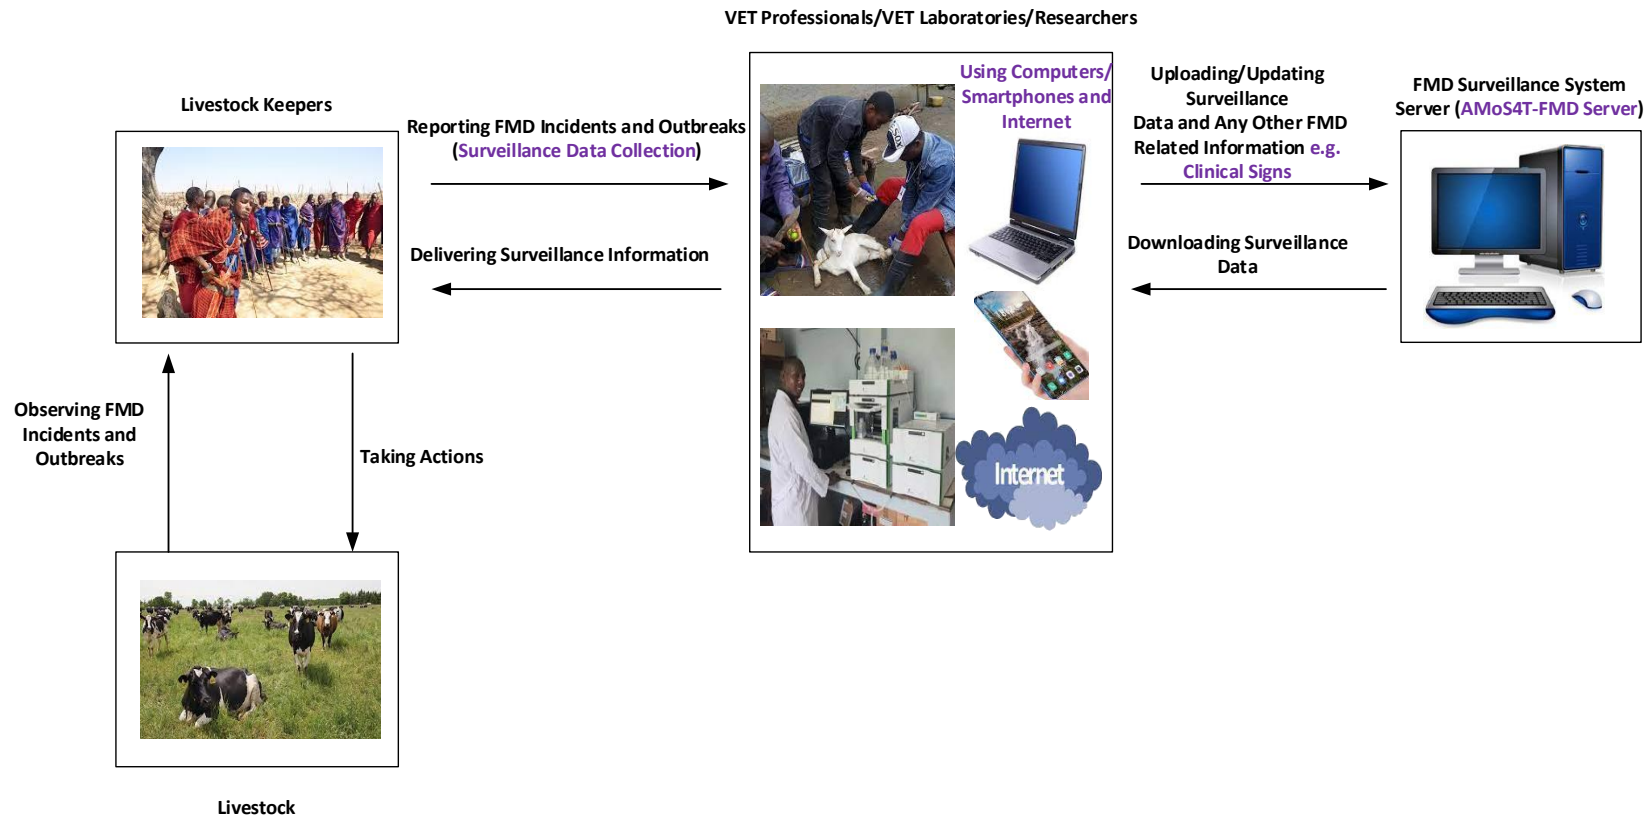 VET Professionals/VET Laboratories/Researchers
Livestock Keepers
Reporting FMD Incidents and Outbreaks
(Surveillance Data Collection)
Delivering Surveillance Information
Using Computers/
Smartphones and
Internet
Internet
Uploading/Updating
Surveillance
Data and Any Other FMD
Related Information e.g.
Clinical Signs
Downloading Surveillance
Data
FMD Surveillance System
Server (AMoS4T-FMD Server)
Observing FMD
Incidents and
Outbreaks
Taking Actions
Livestock